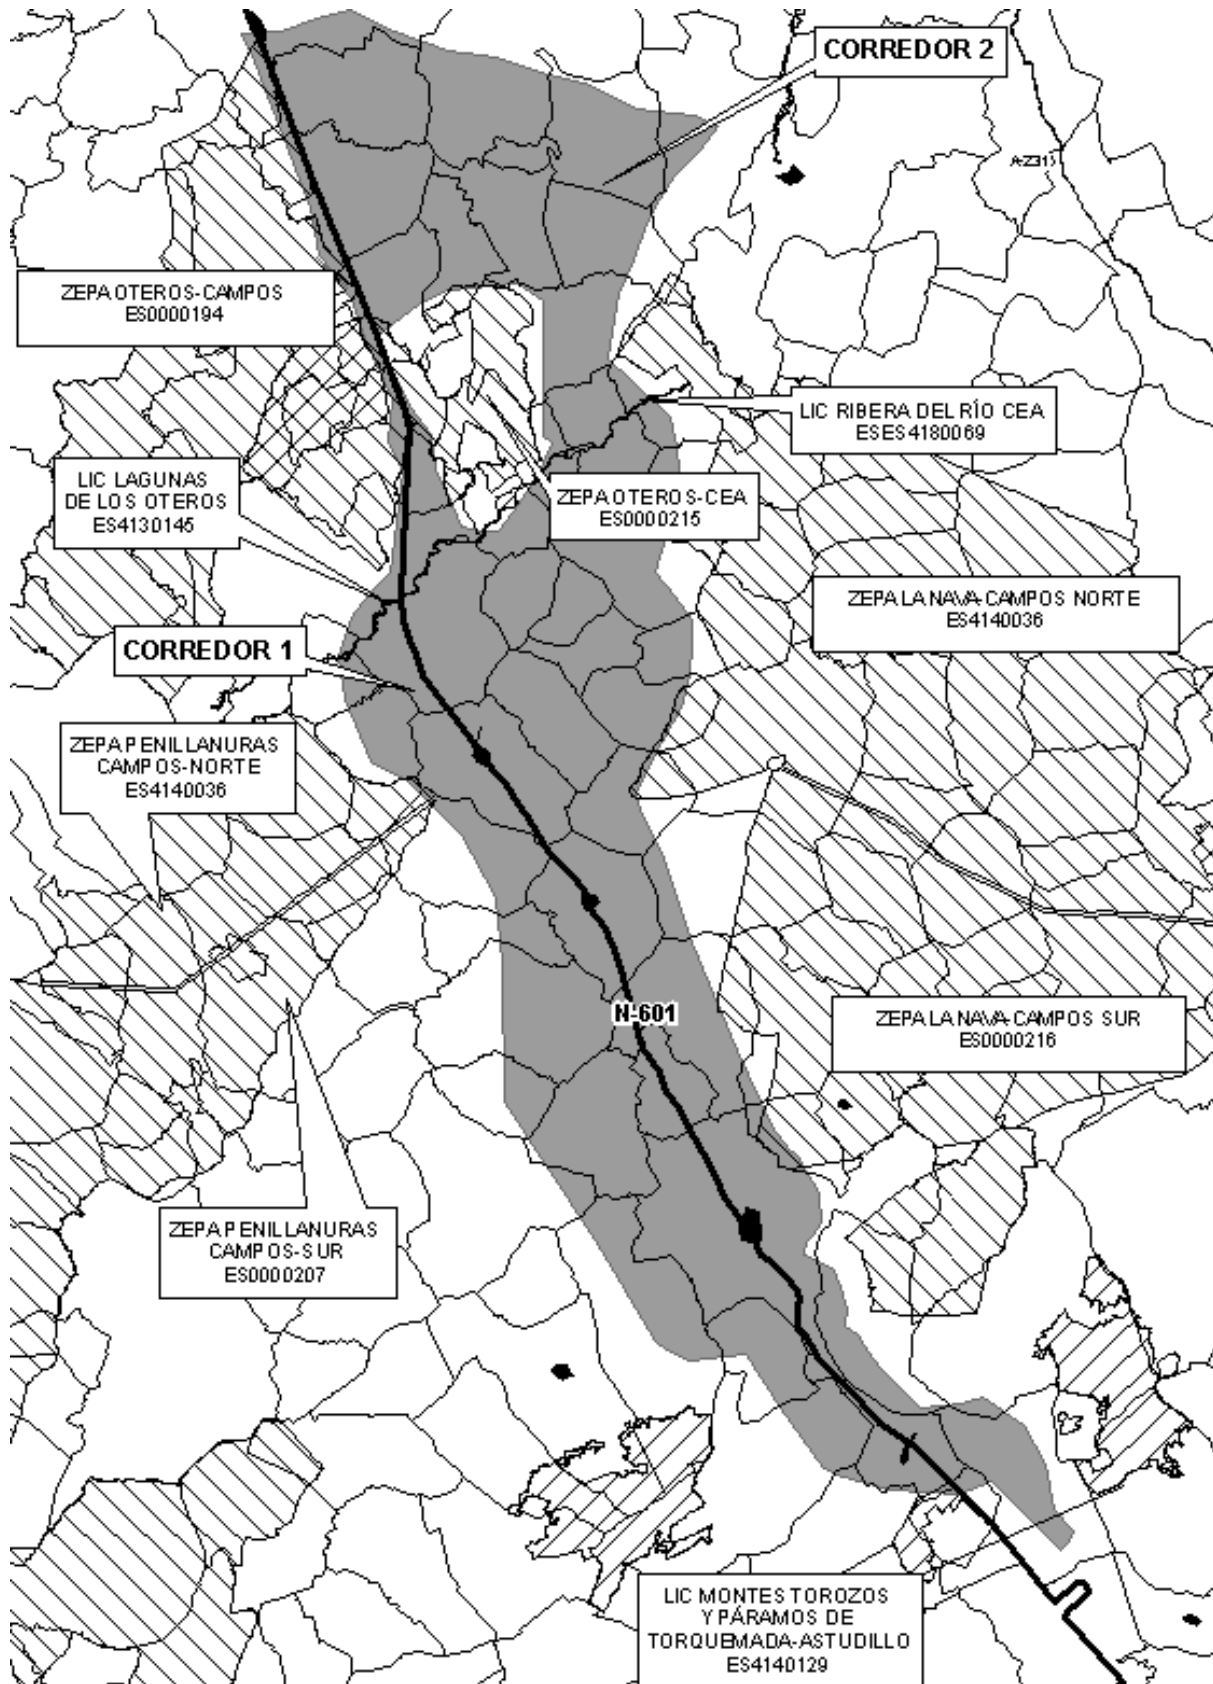 CORREDOR 2
A-231
ZEPA OTEROS-CAMPOS
ES0000194
LIC RIBERA DEL RÍO CEA
ESES4180069
LIC LAGUNAS
DE LOS OTEROS
ES4130145
ZEPA OTEROS-CEA
ES0000215
ZEPA LA NAVA-CAMPOS NORTE
ES4140036
CORREDOR 1
ZEPA PENILLANURAS
CAMPOS-NORTE
ES4140036
N-601
ZEPA LA NAVA-CAMPOS SUR
ES0000216
ZEPA PENILLANURAS
CAMPOS-SUR
ES0000207
LIC MONTES TOROZOS
Y PÁRAMOS DE
TORQUEMADA-ASTUDILLO
ES4140129